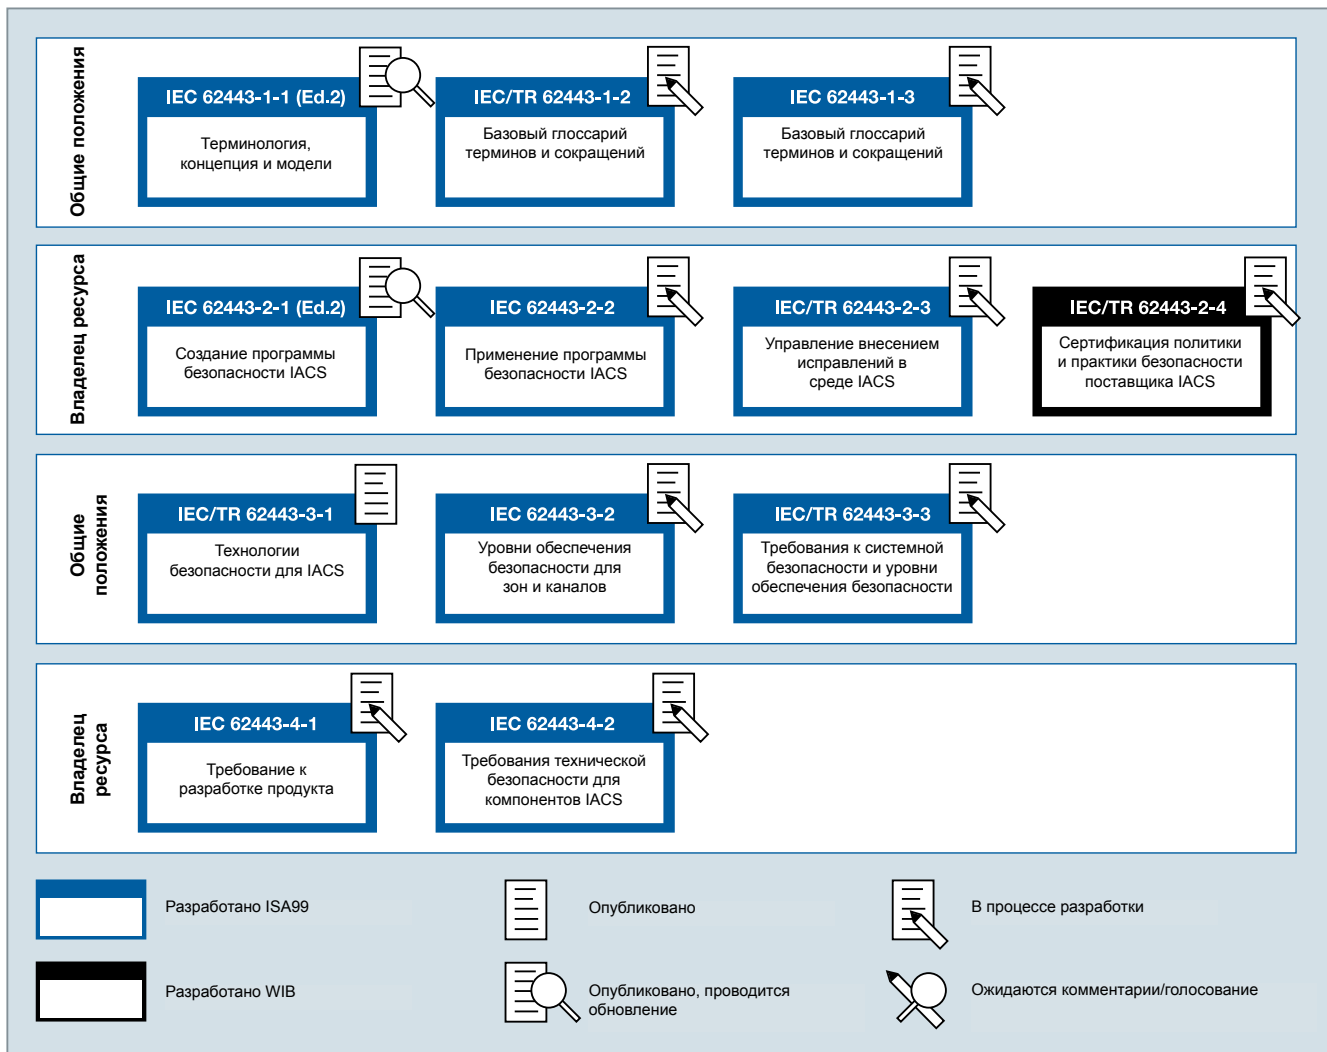 Общие положения
IEC 62443-1-1 (Ed.2)
Терминология,
концепция и модели
IEC/TR 62443-1-2
Базовый глоссарий
терминов и сокращений
IEC 62443-1-3
Базовый глоссарий
терминов и сокращений
Владелец ресурса
IEC 62443-2-1 (Ed.2)
Создание программы
безопасности IACS
IEC 62443-2-2
Применение программы
безопасности IACS
IEC/TR 62443-2-3
Управление внесением
исправлений в
среде IACS
IEC/TR 62443-2-4
Сертификация политики
и практики безопасности
поставщика IACS
Общие
положения
IEC/TR 62443-3-1
Технологии
безопасности для IACS
IEC 62443-3-2
Уровни обеспечения
безопасности для
зон и каналов
IEC/TR 62443-3-3
Требования к системной
безопасности и уровни
обеспечения безопасности
Владелец
ресурса
IEC 62443-4-1
Требование к
разработке продукта
IEC 62443-4-2
Требования технической
безопасности для
компонентов IACS
Разработано ISA99
Опубликовано
В процессе разработки
Разработано WIB
Опубликовано, проводится
обновление
Ожидаются комментарии/голосование